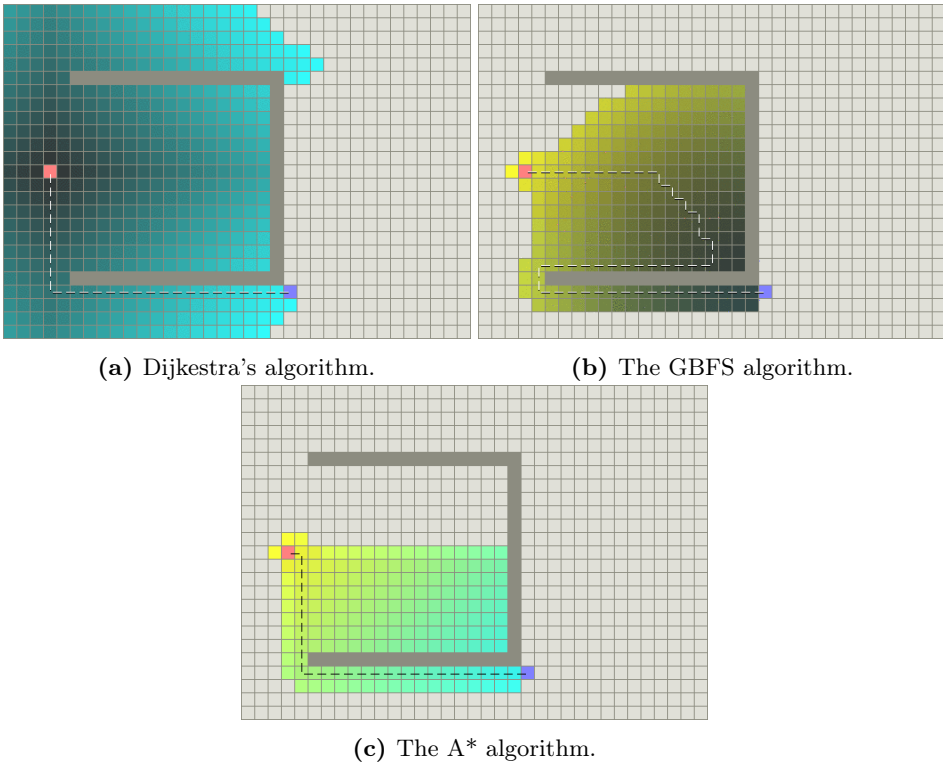 (a) Dijkestra's algorithm.
(b) The GBFS algorithm.
(c) The A* algorithm.